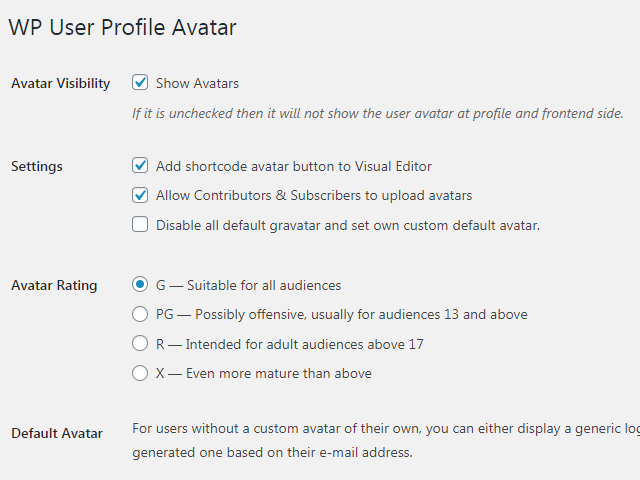 WP User Profile Avatar
Avatar Visibility
Show Avatars
If it is unchecked then it will not show the user avatar at profile and frontend side.
Settings
Add shortcode avatar button to Visual Editor
Allow Contributors & Subscribers to upload avatars
Disable all default gravatar and set own custom default avatar.
Avatar Rating
G — Suitable for all audiences
PG — Possibly offensive, usually for audiences 13 and above
R — Intended for adult audiences above 17
X — Even more mature than above
Default Avatar
For users without a custom avatar of their own, you can either display a generic
generated one based on their e-mail address.